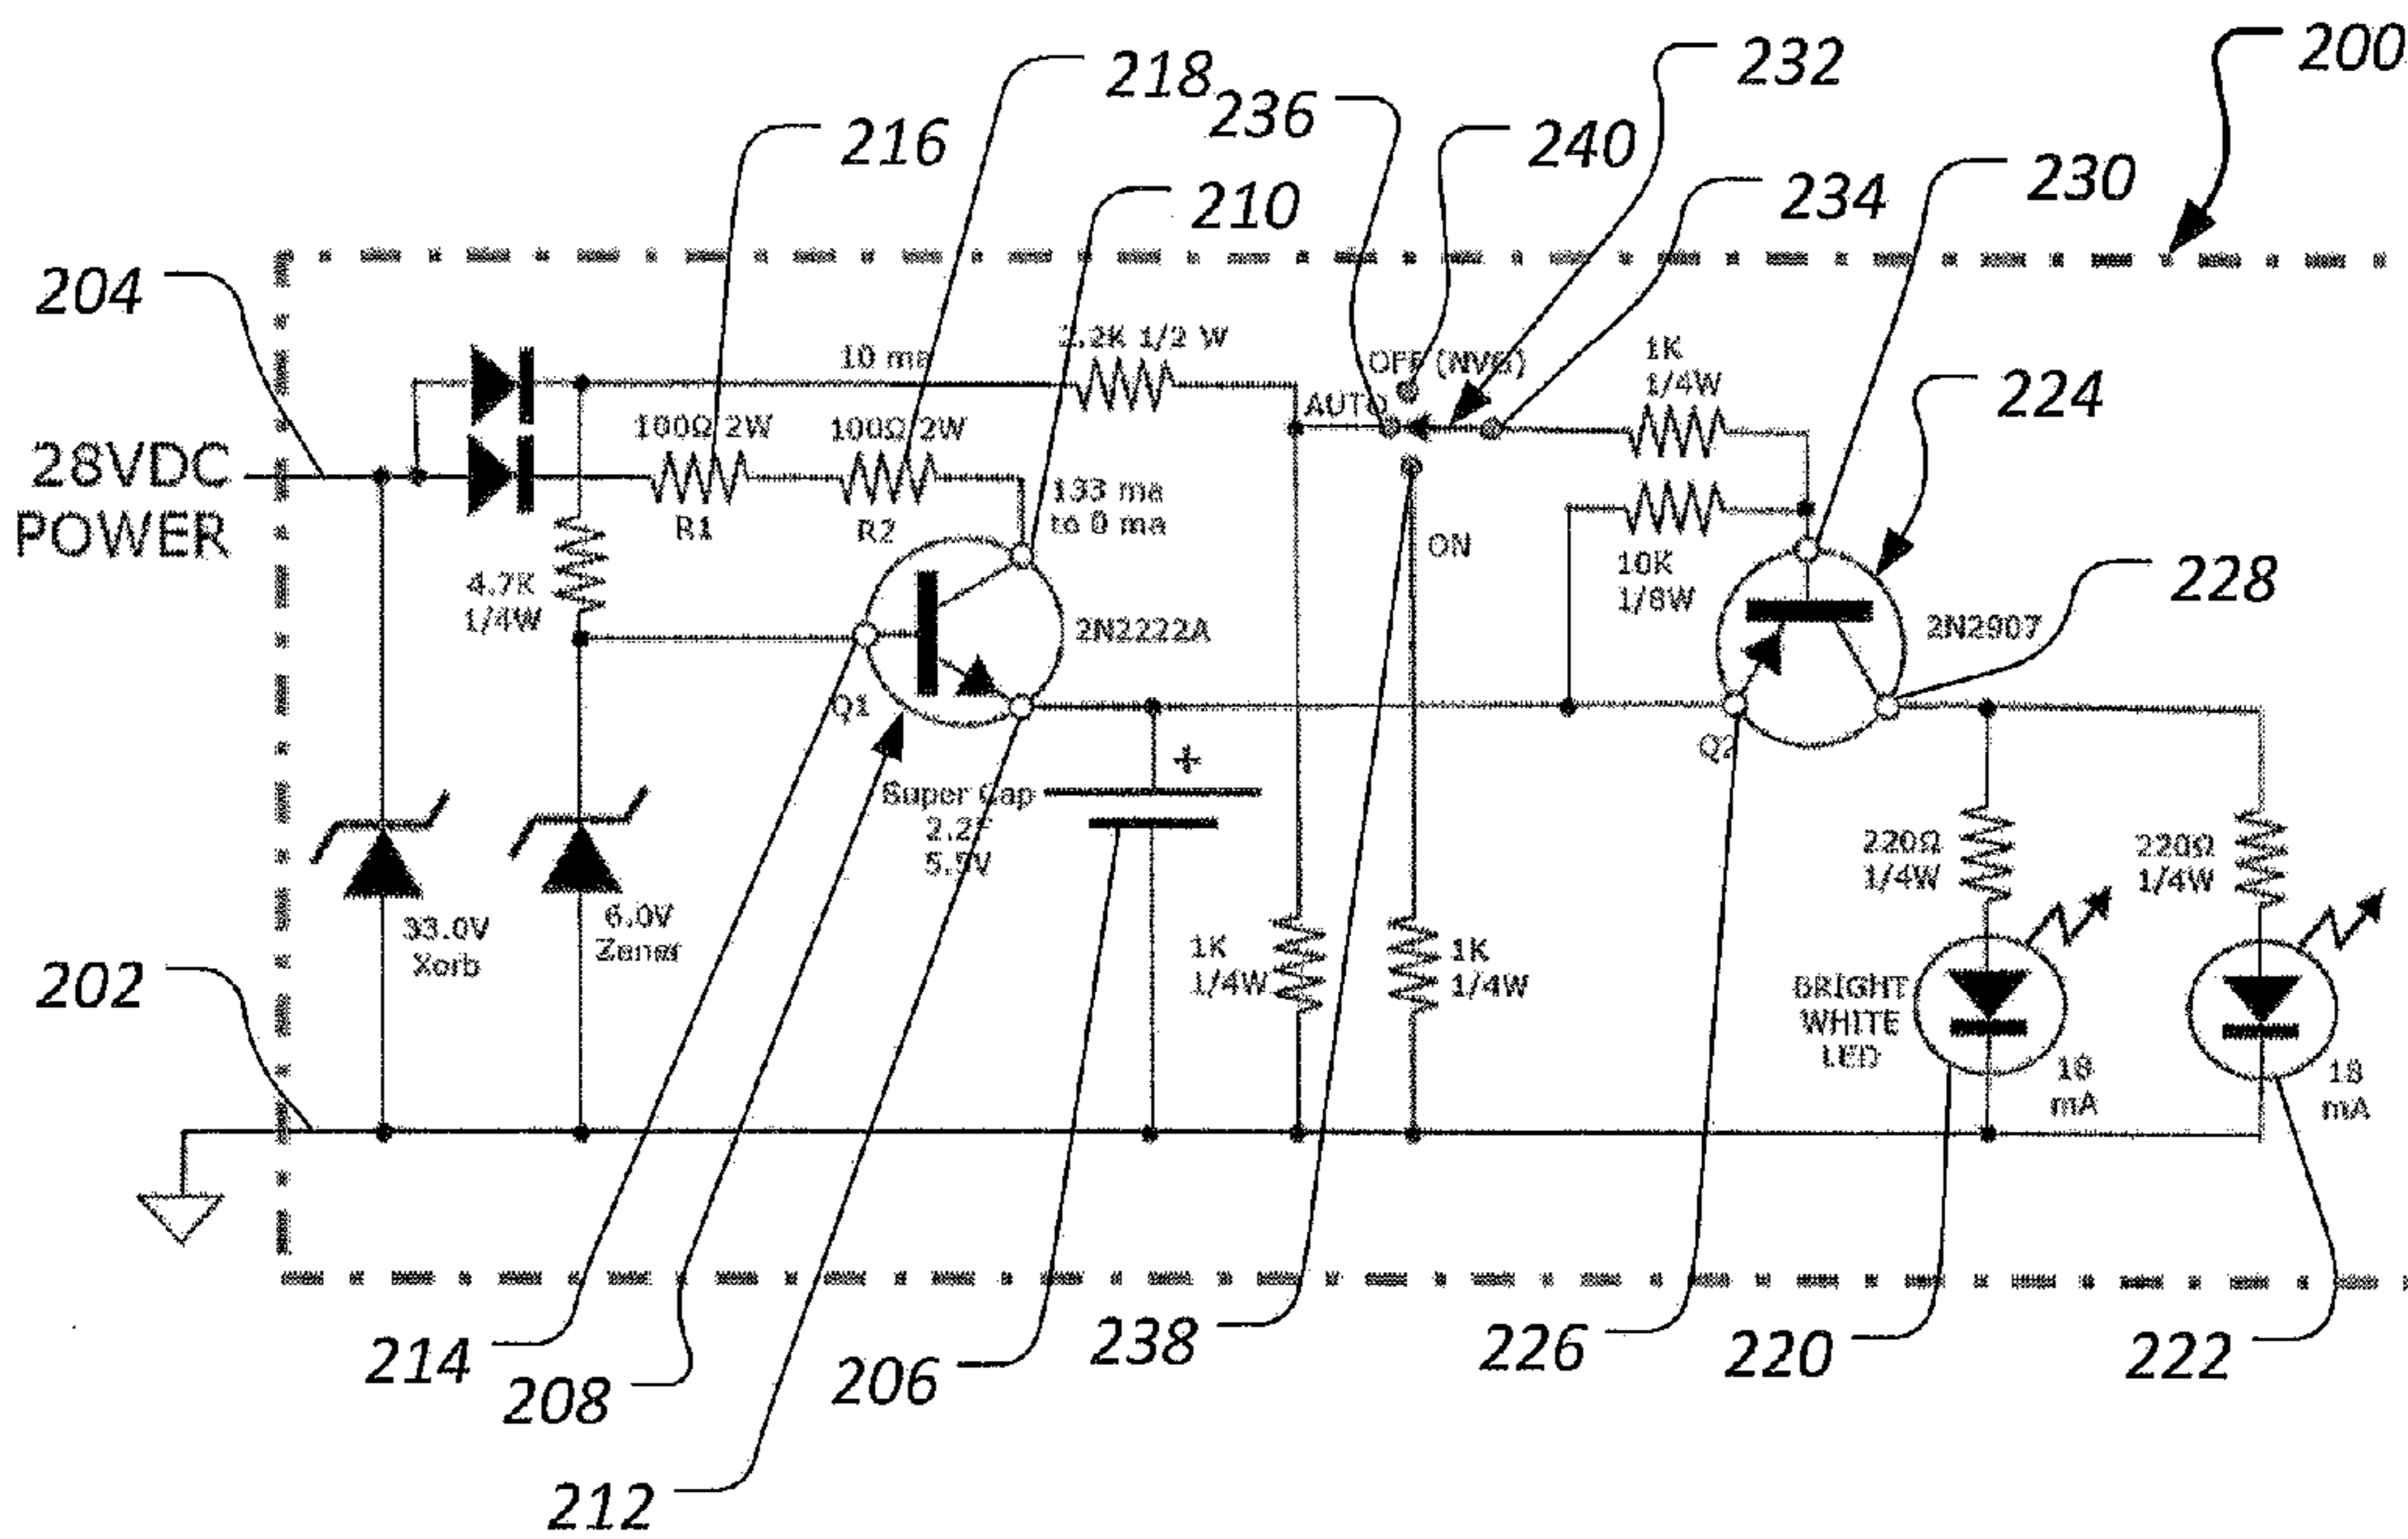 200
232
218
236
216
240
230
210
234
204
10 ma
2.2K 1/2 W
OFF (NVG)
1K
1/4W
AUTO
224
28VDC
POWER
100Ω 2W
R1
100Ω 2W
R2
133 ma
to 0 ma
ON
10K
1/8W
228
4.7K
1/4W
2N2222A
Q1
2N2907
Q2
+
Super Cap
2.2F
5.5V
220Ω
1/4W
220Ω
1/4W
33.0V
Xorb
6.0V
Zener
1K
1/4W
1K
1/4W
BRIGHT
WHITE
LED
18
mA
18
mA
202
214
208
206
238
226
220
222
212